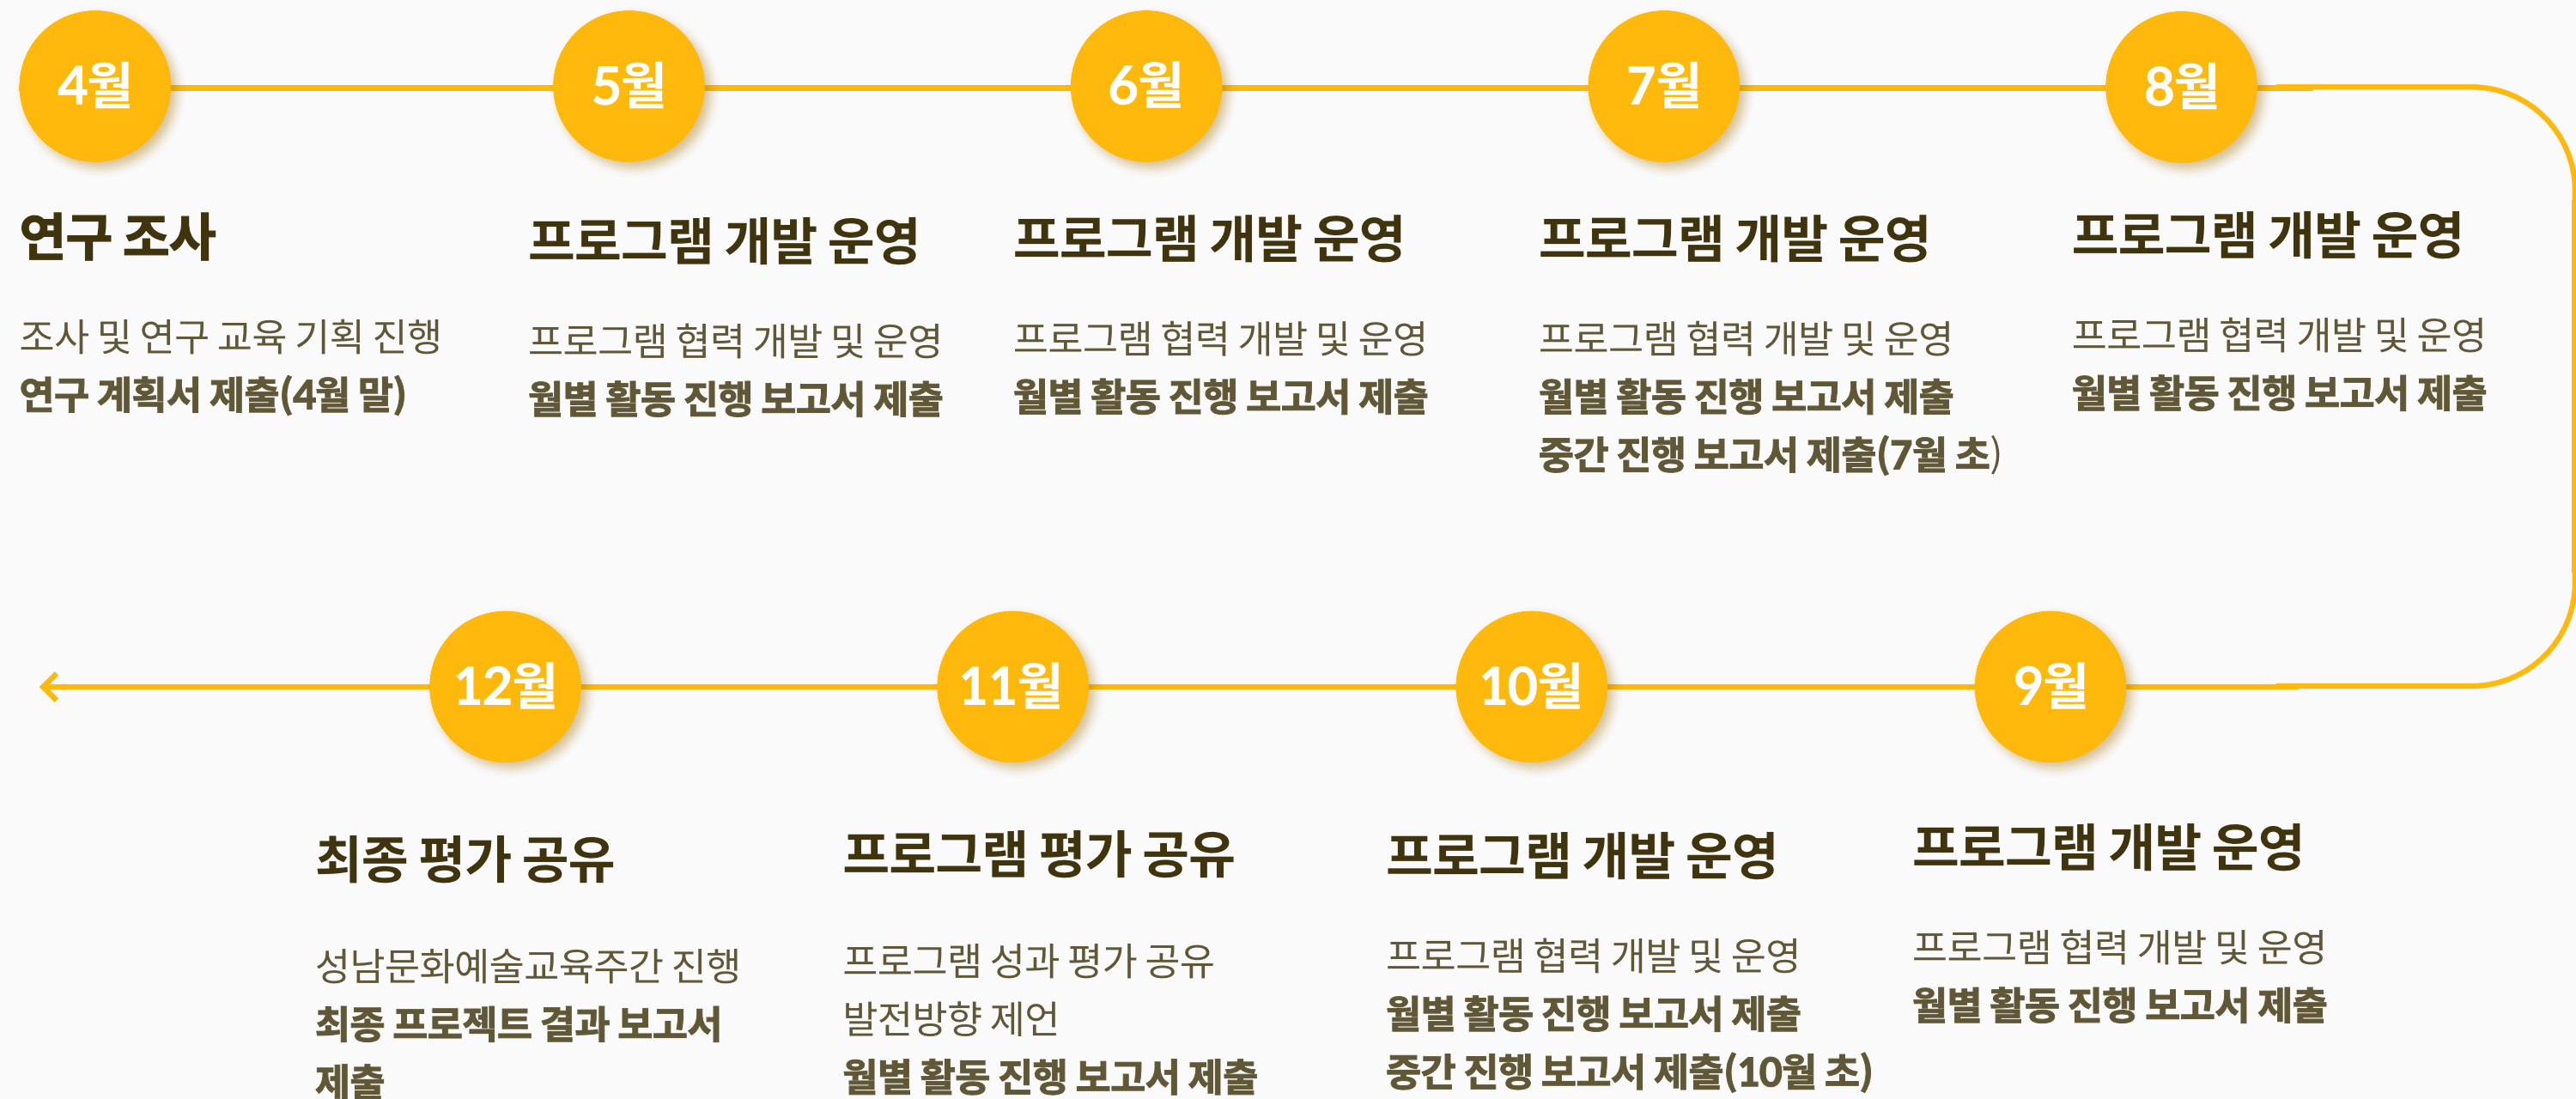 4월
연구 조사
조사 및 연구 교육 기획 진행
연구 계획서 제출(4월 말)
5월
프로그램 개발 운영
프로그램 협력 개발 및 운영
월별 활동 진행 보고서 제출
6월
프로그램 개발 운영
프로그램 협력 개발 및 운영
월별 활동 진행 보고서 제출
7월
프로그램 개발 운영
프로그램 협력 개발 및 운영
월별 활동 진행 보고서 제출
중간 진행 보고서 제출(7월 초)
8월
프로그램 개발 운영
프로그램 협력 개발 및 운영
월별 활동 진행 보고서 제출
9월
프로그램 개발 운영
프로그램 협력 개발 및 운영
월별 활동 진행 보고서 제출
10월
프로그램 개발 운영
프로그램 협력 개발 및 운영
월별 활동 진행 보고서 제출
중간 진행 보고서 제출(10월 초)
11월
프로그램 평가 공유
프로그램 성과 평가 공유
발전방향 제언
월별 활동 진행 보고서 제출
12월
최종 평가 공유
성남문화예술교육주간 진행
최종 프로젝트 결과 보고서
제출